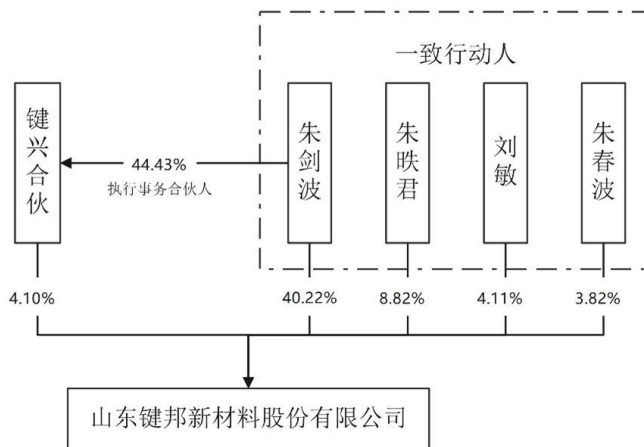 一致行动人
键兴合伙
44.43%
执行事务合伙人
朱剑波
朱昳君
刘敏
朱春波
4.10%
40.22%
8.82%
4.11%
3.82%
山东键邦新材料股份有限公司